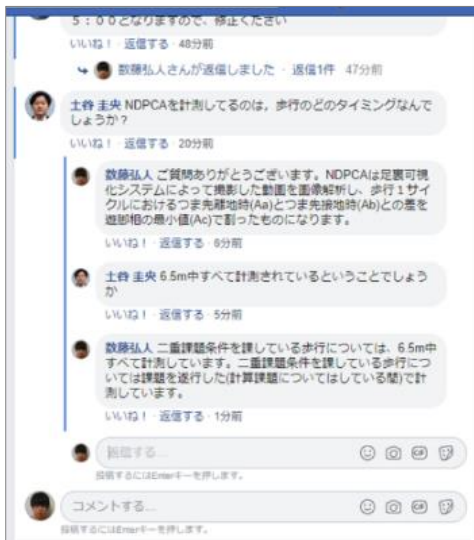 ５：００となりますので、修正ください
いいね！ · 返信する · 48分前
数藤弘人さんが返信しました · 返信1件 47分前
土谷 圭央 NDPCAを計測してるのは，歩行のどのタイミングなんで
しょうか？
いいね！ · 返信する · 20分前
数藤弘人 ご質問ありがとうございます。NDPCAは足裏可視
化システムによって撮影した動画を画像解析し、歩行１サイ
クルにおけるつま先離地時(Aa)とつま先接地時(Ab)との差を
遊脚相の最小値(Ac)で割ったものになります。
いいね！ · 返信する · 6分前
土谷 圭央 6.5m中すべて計測されているということでしょう
か
いいね！ · 返信する · 5分前
数藤弘人 二重課題条件を課している歩行については、6.5m中
すべて計測しています。二重課題条件を課している歩行につ
いては課題を遂行した(計算課題についてはしている間)で計
測しています。
いいね！ · 返信する · 1分前
返信する...
GIF
投稿するにはEnterキーを押します。
コメントする...
GIF
投稿するにはEnterキーを押します。